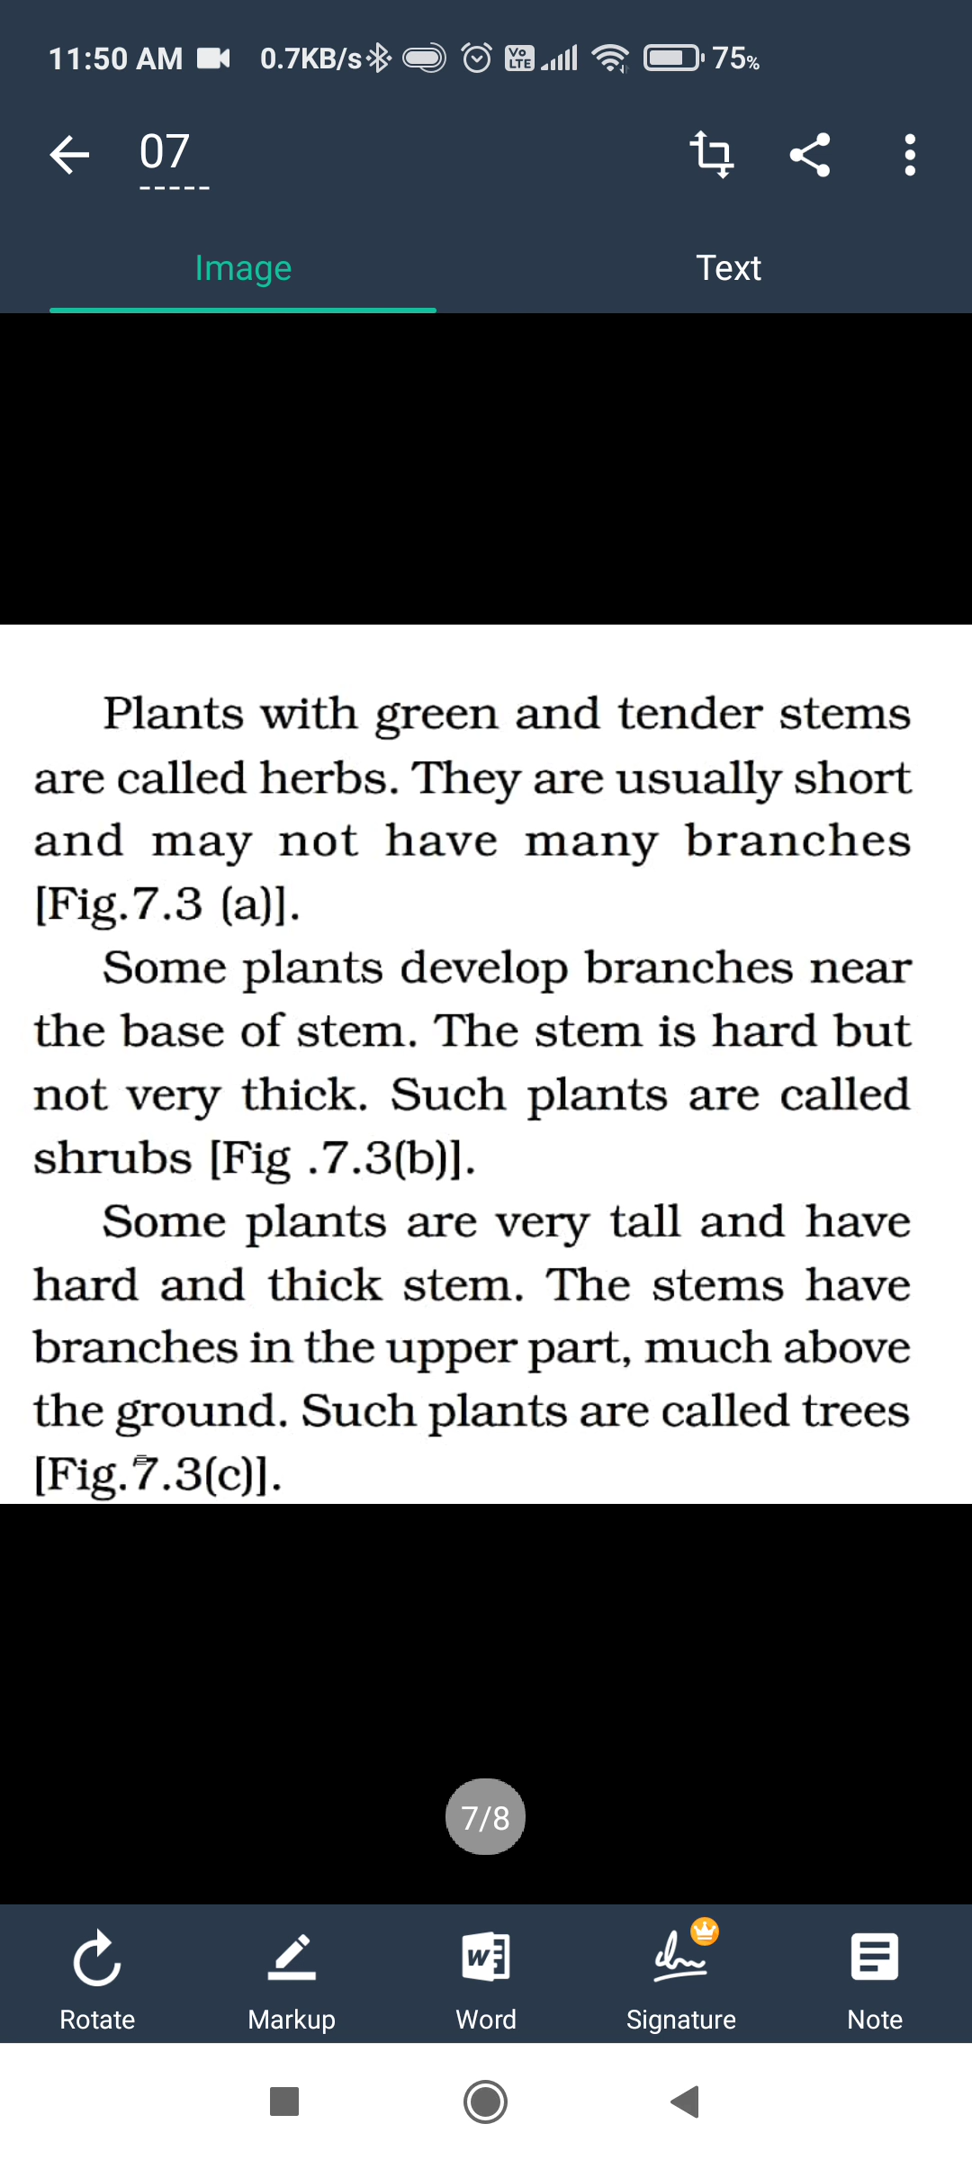 11:50 AM 0.7KB/s Vo LTE 75%
07
Image Text
Plants with green and tender stems
are called herbs. They are usually short
and may not have many branches
[Fig.7.3 (a)].
Some plants develop branches near
the base of stem. The stem is hard but
not very thick. Such plants are called
shrubs [Fig .7.3(b)].
Some plants are very tall and have
hard and thick stem. The stems have
branches in the upper part, much above
the ground. Such plants are called trees
[Fig.7.3(c)].
7/8
W
Rotate Markup Word Signature Note